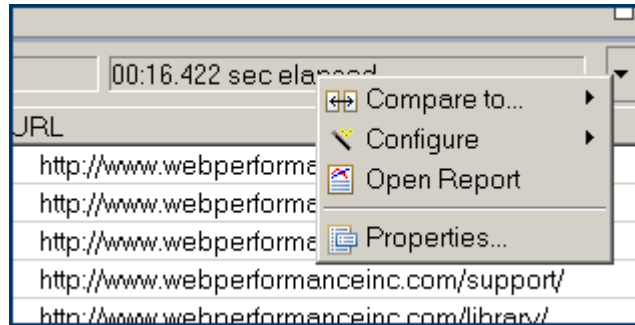 00:16.422 sec elapsed
Compare to...
URL
Configure
http://www.webperforma
Open Report
http://www.webperforma
http://www.webperforma
Properties...
http://www.webperformanceinc.com/support/
http://www.webperformanceinc.com/library/